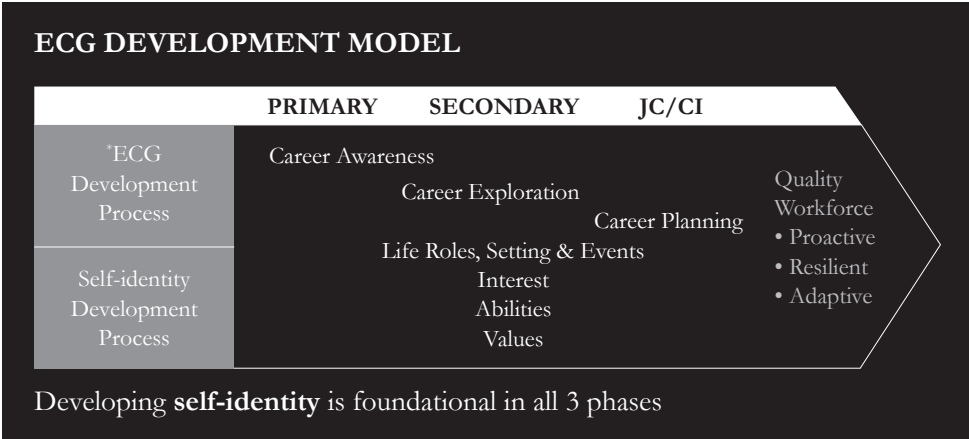 ECG DEVELOPMENT MODEL
PRIMARY SECONDARY JC/CI
*ECG
Development
Process
Career Awareness
Career Exploration
Career Planning
Self-identity
Development
Process
Life Roles, Setting & Events
Interest
Abilities
Values
Quality
Workforce
• Proactive
• Resilient
• Adaptive
Developing self-identity is foundational in all 3 phases